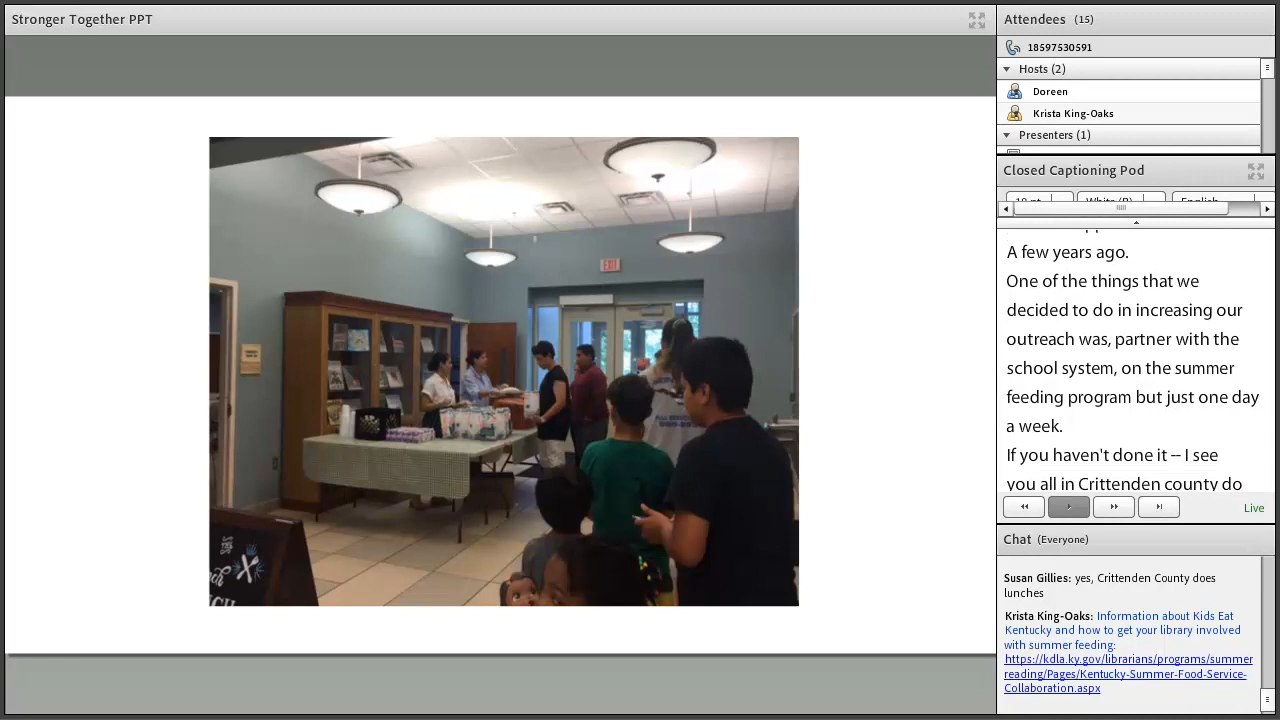 Stronger Together PPT
EXIT
Attendees (15)
18597530591
Hosts (2)
Doreen
Krista King-Oaks
Presenters (1)
Closed Captioning Pod
A few years ago.
One of the things that we
decided to do in increasing our
outreach was, partner with the
school system, on the summer
feeding program but just one day
a week.
If you haven't done it -- I see
you all in Crittenden county do
Live
Chat (Everyone)
Susan Gillies: yes, Crittenden County does
lunches
Krista King-Oaks: Information about Kids Eat
Kentucky and how to get your library involved
with summer feeding:
https://kdla.ky.gov/librarians/programs/summer
reading/Pages/Kentucky-Summer-Food-Service-
Collaboration.aspx